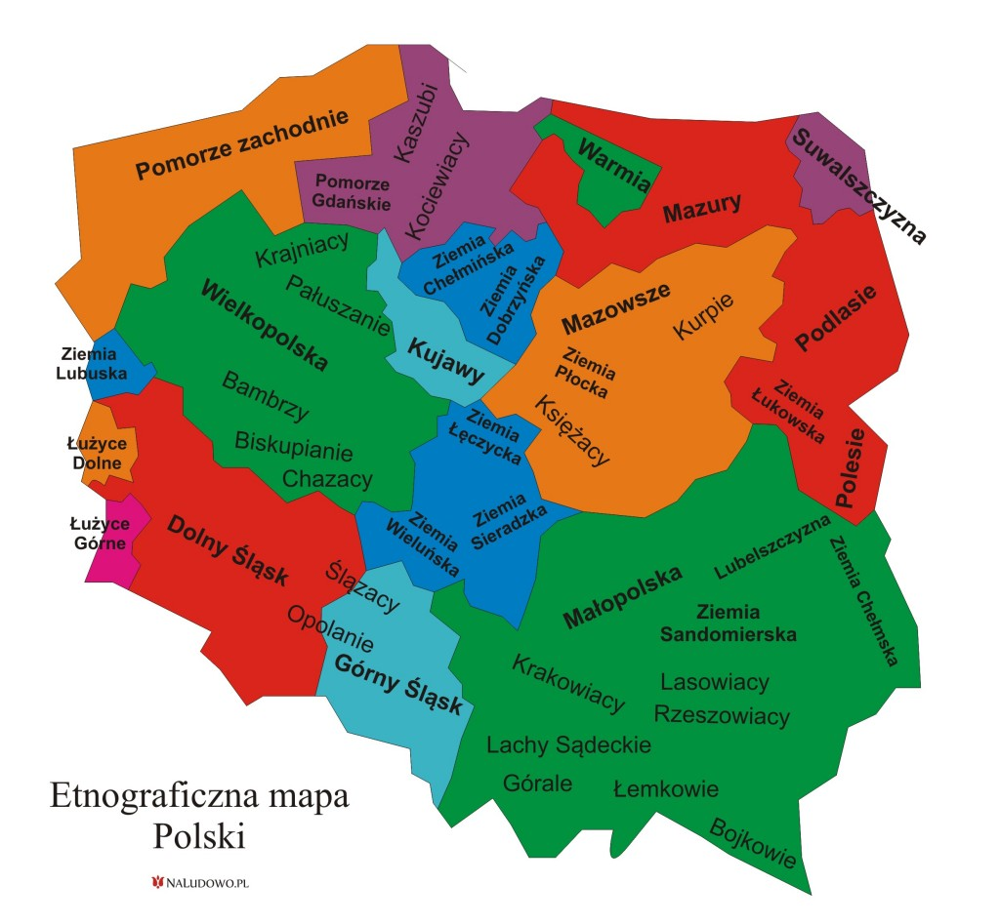 Pomorze zachodnie
Kaszubi
Kociewiacy
Pomorze
Gdańskie
Warmia
Mazury
Suwalszczyzna
Krajniacy
Pałuszanie
Wielkopolska
Bambrzy
Biskupianie
Chazacy
Ziemia
Chełmińska
Ziemia
Dobrzyńska
Kujawy
Mazowsze
Kurpie
Ziemia
Płocka
Księżacy
Podlasie
Ziemia
Łukowska
Polesie
Ziemia
Lubuska
Łużyce
Dolne
Łużyce
Górne
Dolny Śląsk
Ziemia
Łęczycka
Ziemia
Sieradzka
Ziemia
Wieluńska
Ślązacy
Opolanie
Górny Śląsk
Małopolska
Lubelszczyzna
Ziemia Chełmska
Ziemia
Sandomierska
Krakowiacy
Lasowiacy
Rzeszowiacy
Lachy Sądeckie
Górale
Łemkowie
Bojkowie
Etnograficzna mapa
Polski
NALUDOWO.PL